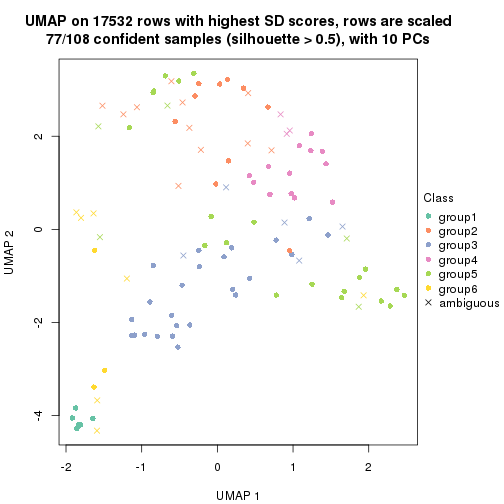 UMAP on 17532 rows with highest SD scores, rows are scaled
77/108 confident samples (silhouette > 0.5), with 10 PCs
UMAP 2
2
0
-2
-4
-2
-1
0
1
2
UMAP 1
Class
group1
group2
group3
group4
group5
group6
ambiguous